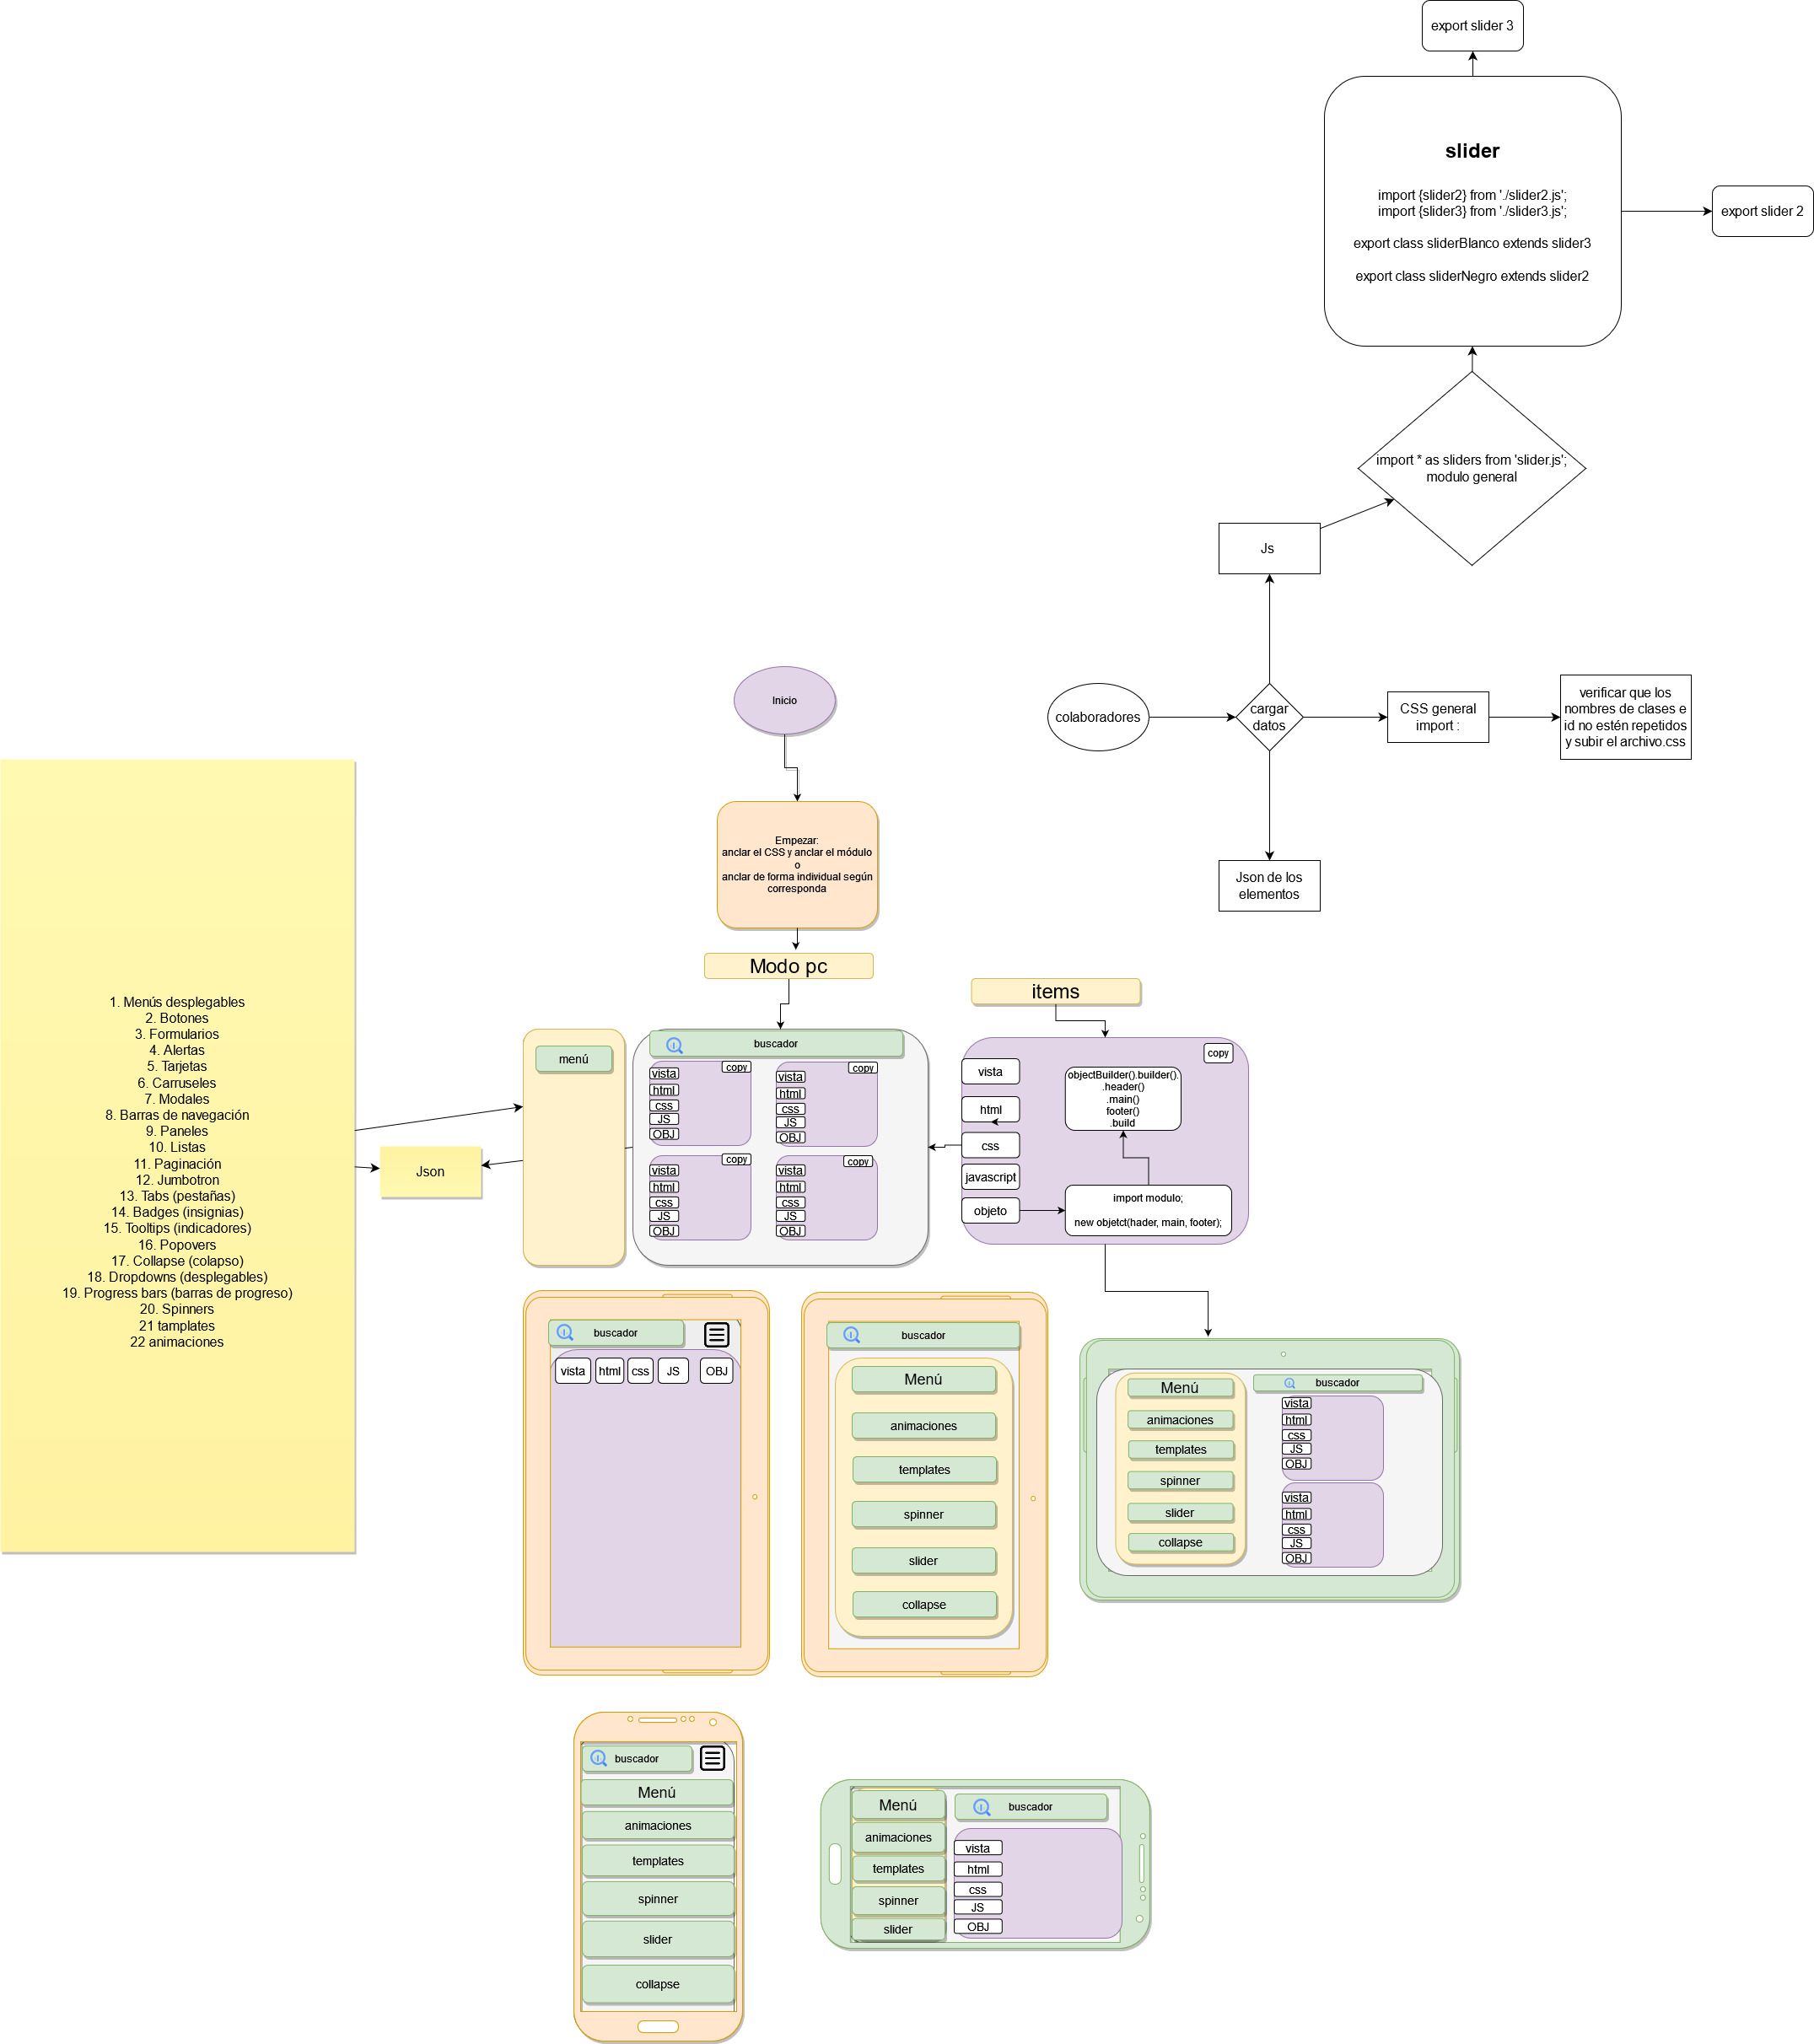 export slider 3
slider
import {slider2} from './slider2.js';
import {slider3} from './slider3.js';
export class sliderBlanco extends slider3
export class sliderNegro extends slider2
export slider 2
import * as sliders from 'slider.js';
modulo general
Js
colaboradores
cargar
datos
CSS general
import :
verificar que los
nombres de clases e
id no estén repetidos
y subir el archivo.css
Json de los
elementos
Inicio
Empezar:
anclar el CSS y anclar el módulo
o
anclar de forma individual según
corresponda
Modo pc
items
1. Menús desplegables
2. Botones
3. Formularios
4. Alertas
5. Tarjetas
6. Carruseles
7. Modales
8. Barras de navegación
9. Paneles
10. Listas
11. Paginación
12. Jumbotron
13. Tabs (pestañas)
14. Badges (insignias)
15. Tooltips (indicadores)
16. Popovers
17. Collapse (colapso)
18. Dropdowns (desplegables)
19. Progress bars (barras de progreso)
20. Spinners
21 tamplates
22 animaciones
Json
menú
buscador
copy
vista
html
css
JS
OBJ
copy
vista
html
css
JS
OBJ
copy
vista
html
css
JS
OBJ
copy
vista
html
css
JS
OBJ
copy
vista
html
css
javascript
objeto
objectBuilder().builder().
.header()
.main()
footer()
.build
import modulo;
new objetct(hader, main, footer);
buscador
vista
html
css
JS
OBJ
buscador
Menú
animaciones
templates
spinner
slider
collapse
Menú
animaciones
templates
spinner
slider
collapse
buscador
vista
html
css
JS
OBJ
vista
html
css
JS
OBJ
buscador
Menú
animaciones
templates
spinner
slider
collapse
Menú
animaciones
templates
spinner
slider
buscador
vista
html
css
JS
OBJ